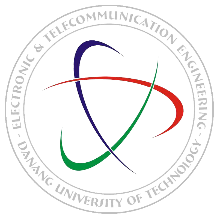 ELECTRONIC & TELECOMMUNICATION ENGINEERING
DANANG UNIVERSITY OF TECHNOLOGY